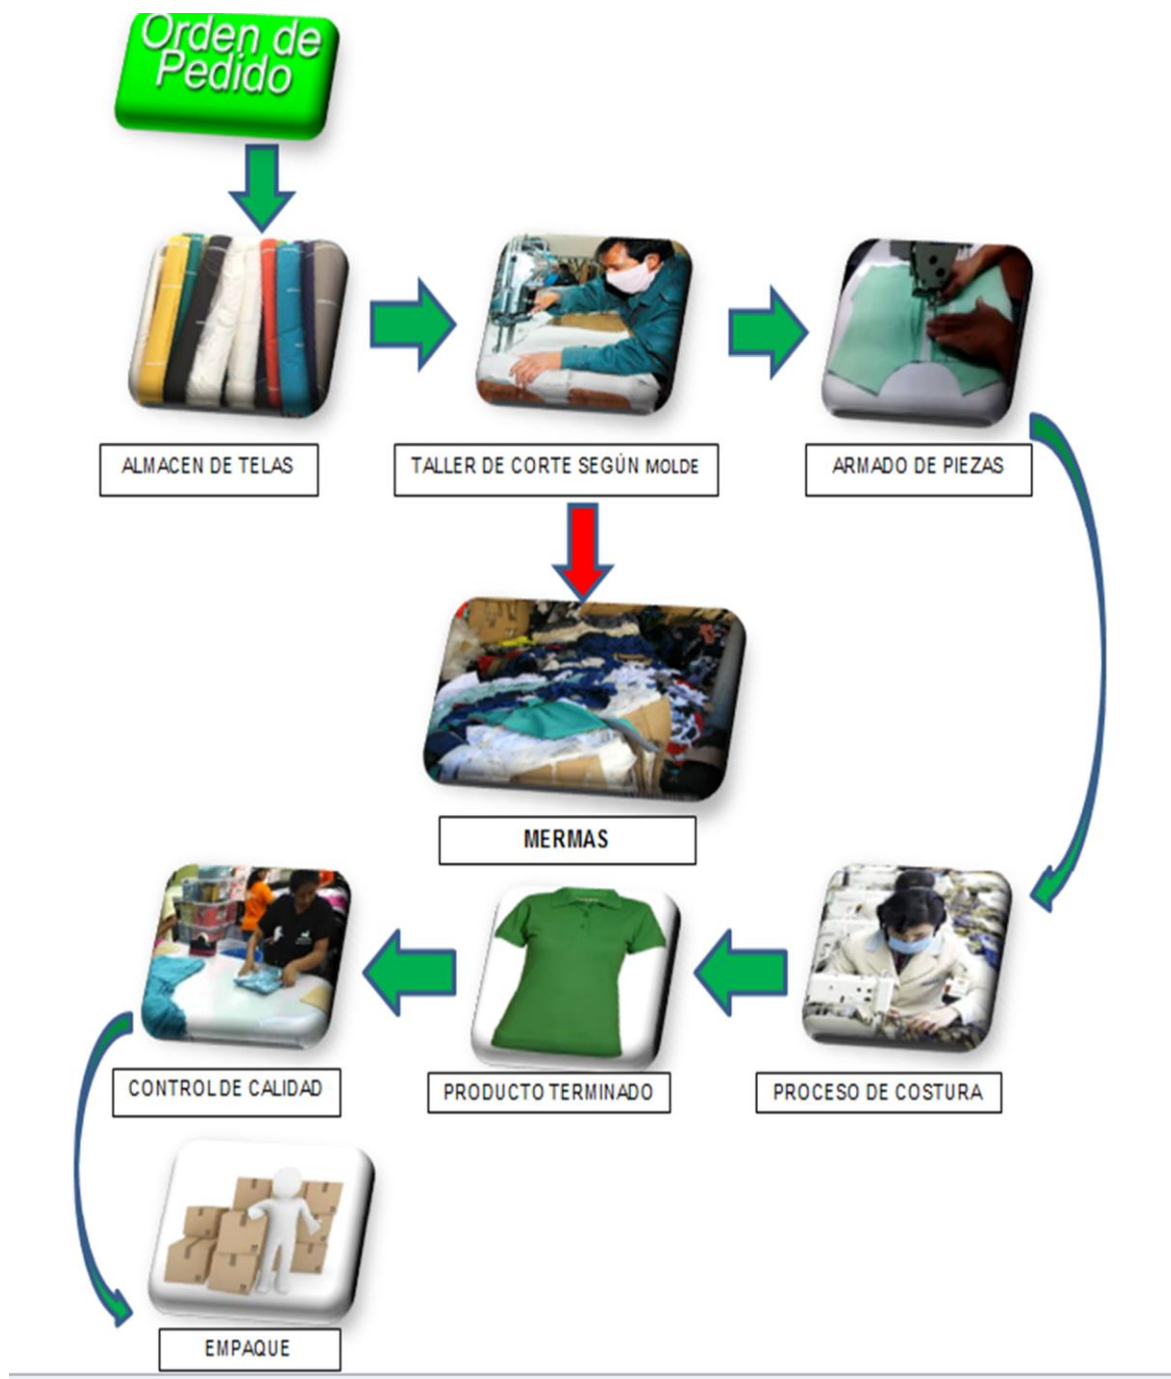 Orden de
Pedido
ALMACEN DE TELAS
TALLER DE CORTE SEGÚN MOLDE
ARMADO DE PIEZAS
MERMAS
CONTROL DE CALIDAD
PRODUCTO TERMINADO
PROCESO DE COSTURA
EMPAQUE